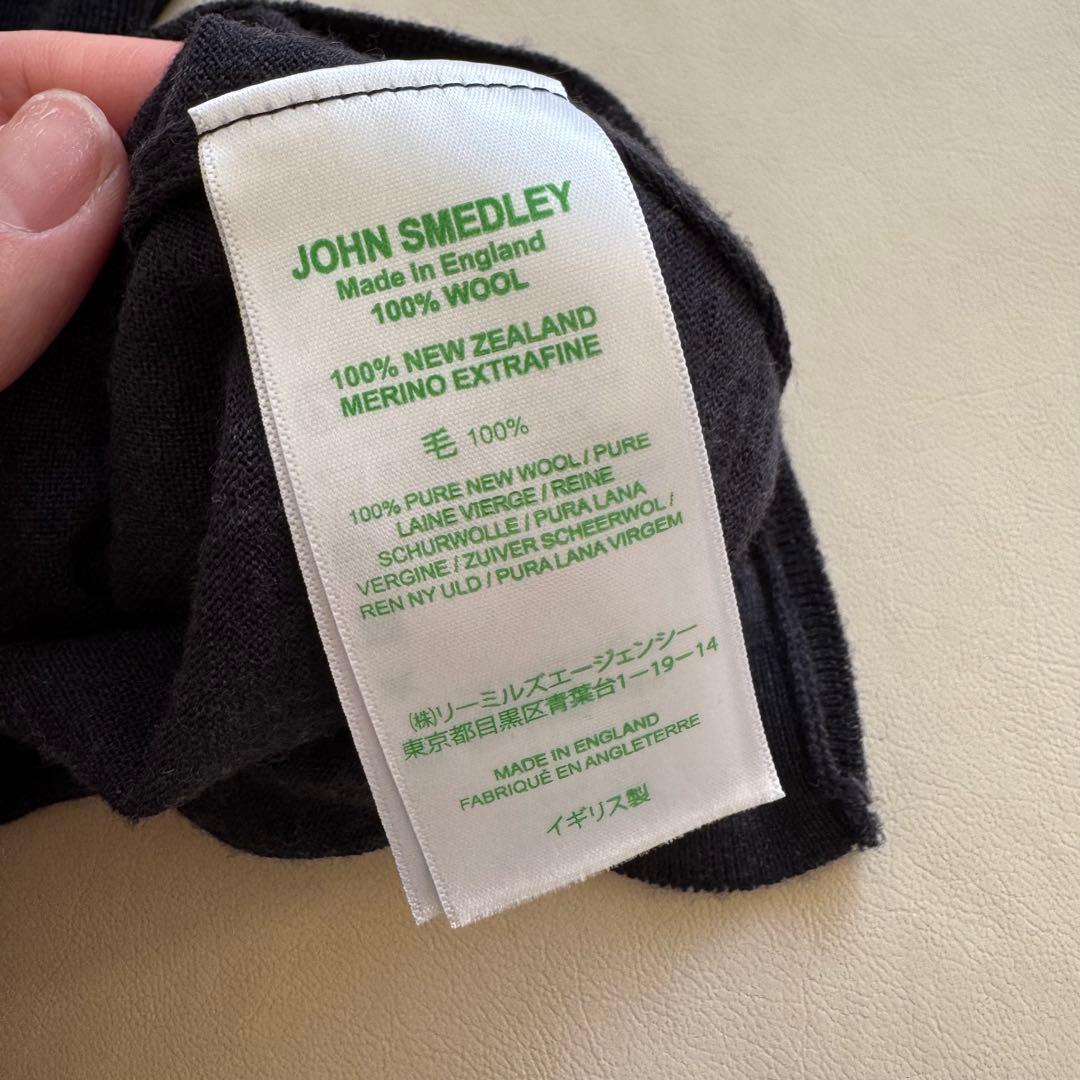 JOHN SMEDLEY
Made In England
100% WOOL
100% NEW ZEALAND
MERINO EXTRAFINE
毛 100%
100% PURE NEW WOOL / PURE
LAINE VIERGE / REINE
SCHURWOLLE / PURA LANA
VERGINE / ZUIVER SCHEERWOL /
REN NY ULD / PURA LANA VIRGEM
㈱リーミルズエージェンシー
東京都目黒区青葉台1−19−14
MADE IN ENGLAND
FABRIQUÉ EN ANGLETERRE
イギリス製